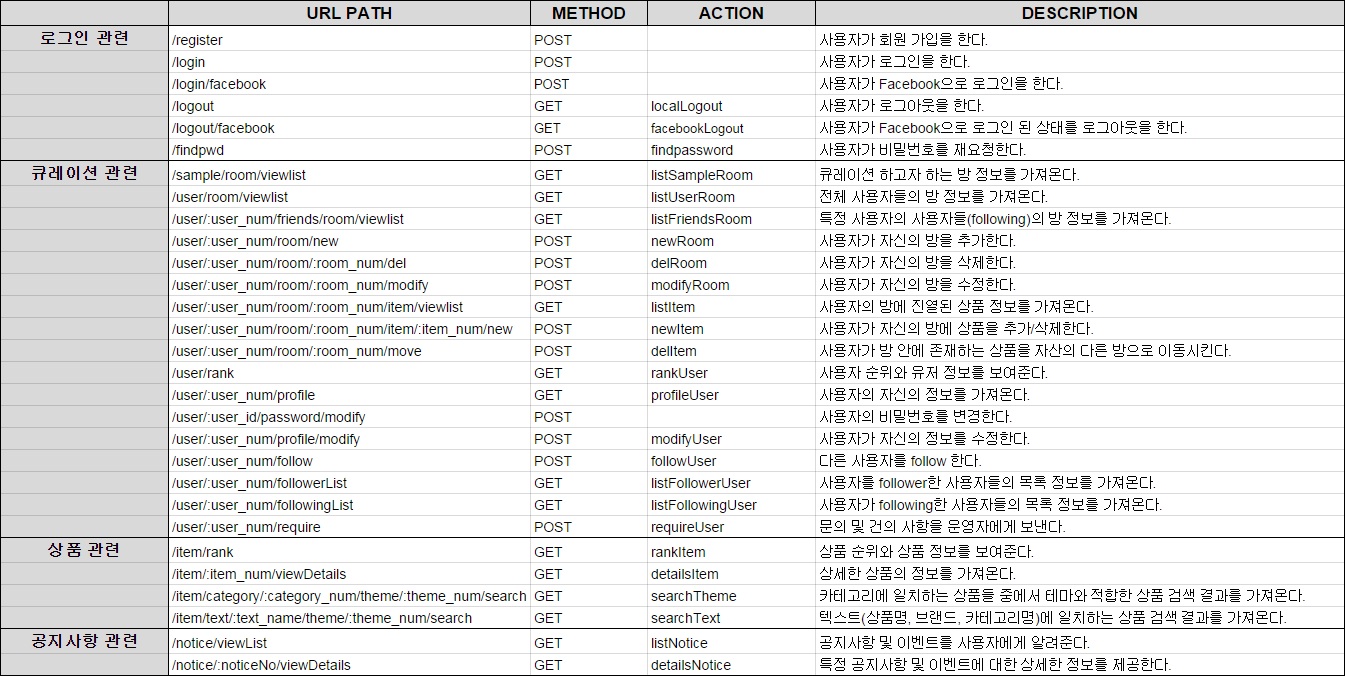 URL PATH METHOD ACTION DESCRIPTION
로그인 관련 /register POST 사용자가 회원 가입을 한다.
/login POST 사용자가 로그인을 한다.
/login/facebook POST 사용자가 Facebook으로 로그인을 한다.
/logout GET localLogout 사용자가 로그아웃을 한다.
/logout/facebook GET facebookLogout 사용자가 Facebook으로 로그인 된 상태를 로그아웃을 한다.
/findpwd POST findpassword 사용자가 비밀번호를 재요청한다.
큐레이션 관련 /sample/room/viewlist GET listSampleRoom 큐레이션 하고자 하는 방 정보를 가져온다.
/user/room/viewlist GET listUserRoom 전체 사용자들의 방 정보를 가져온다.
/user/:user_num/friends/room/viewlist GET listFriendsRoom 특정 사용자의 사용자들(following)의 방 정보를 가져온다.
/user/:user_num/room/new POST newRoom 사용자가 자신의 방을 추가한다.
/user/:user_num/room/:room_num/del POST delRoom 사용자가 자신의 방을 삭제한다.
/user/:user_num/room/:room_num/modify POST modifyRoom 사용자가 자신의 방을 수정한다.
/user/:user_num/room/:room_num/item/viewlist GET listItem 사용자의 방에 진열된 상품 정보를 가져온다.
/user/:user_num/room/:room_num/item/:item_num/new POST newItem 사용자가 자신의 방에 상품을 추가/삭제한다.
/user/:user_num/room/:room_num/move POST delItem 사용자가 방 안에 존재하는 상품을 자산의 다른 방으로 이동시킨다.
/user/rank GET rankUser 사용자 순위와 유저 정보를 보여준다.
/user/:user_num/profile GET profileUser 사용자의 자신의 정보를 가져온다.
/user/:user_id/password/modify POST 사용자의 비밀번호를 변경한다.
/user/:user_num/profile/modify POST modifyUser 사용자가 자신의 정보를 수정한다.
/user/:user_num/follow POST followUser 다른 사용자를 follow 한다.
/user/:user_num/followerList GET listFollowerUser 사용자를 follower한 사용자들의 목록 정보를 가져온다.
/user/:user_num/followingList GET listFollowingUser 사용자가 following한 사용자들의 목록 정보를 가져온다.
/user/:user_num/require POST requireUser 문의 및 건의 사항을 운영자에게 보낸다.
상품 관련 /item/rank GET rankItem 상품 순위와 상품 정보를 보여준다.
/item/:item_num/viewDetails GET detailsItem 상세한 상품의 정보를 가져온다.
/item/category/:category_num/theme/:theme_num/search GET searchTheme 카테고리에 일치하는 상품들 중에서 테마와 적합한 상품 검색 결과를 가져온다.
/item/text/:text_name/theme/:theme_num/search GET searchText 텍스트(상품명, 브랜드, 카테고리명)에 일치하는 상품 검색 결과를 가져온다.
공지사항 관련 /notice/viewList GET listNotice 공지사항 및 이벤트를 사용자에게 알려준다.
/notice/:noticeNo/viewDetails GET detailsNotice 특정 공지사항 및 이벤트에 대한 상세한 정보를 제공한다.